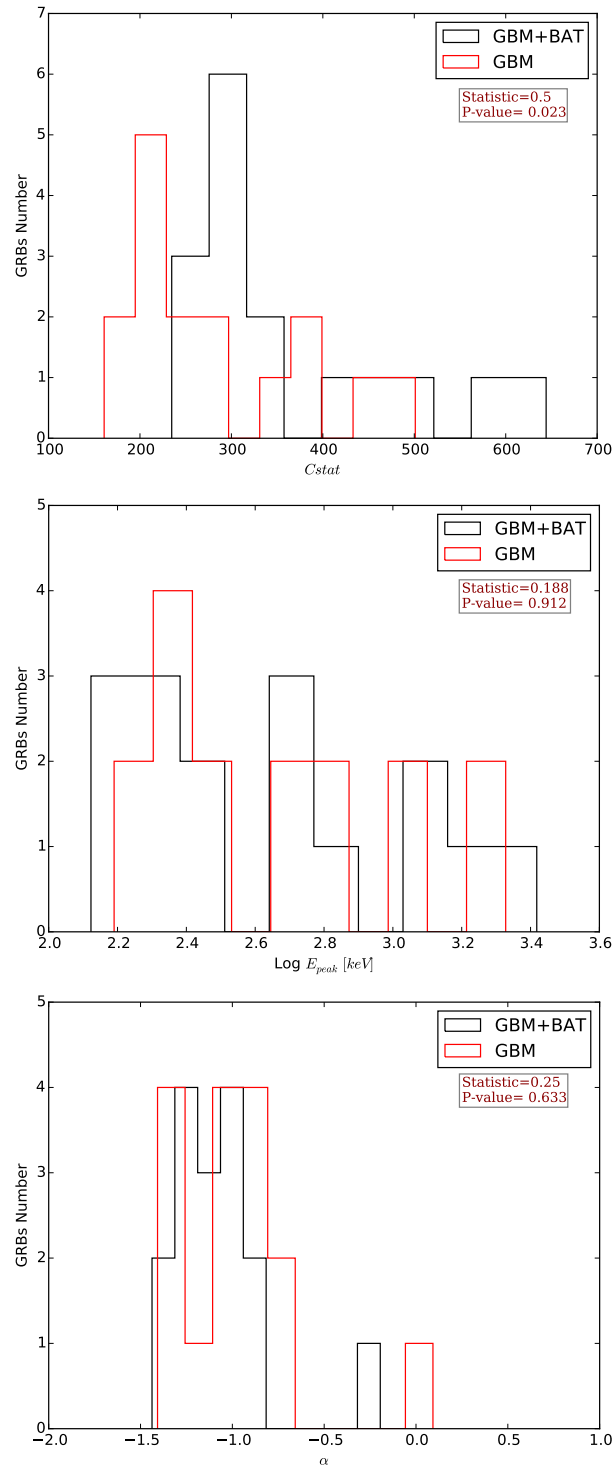 7
6
5
4
3
2
1
0
GRBs Number
GBM+BAT
GBM
Statistic=0.5
P-value= 0.023
100 200 300 400 500 600 700
Cstat
5
4
3
2
1
0
GRBs Number
GBM+BAT
GBM
Statistic=0.188
P-value= 0.912
2.0 2.2 2.4 2.6 2.8 3.0 3.2 3.4 3.6
Log E_peak [keV]
5
4
3
2
1
0
GRBs Number
GBM+BAT
GBM
Statistic=0.25
P-value= 0.633
−2.0 −1.5 −1.0 −0.5 0.0 0.5 1.0
α